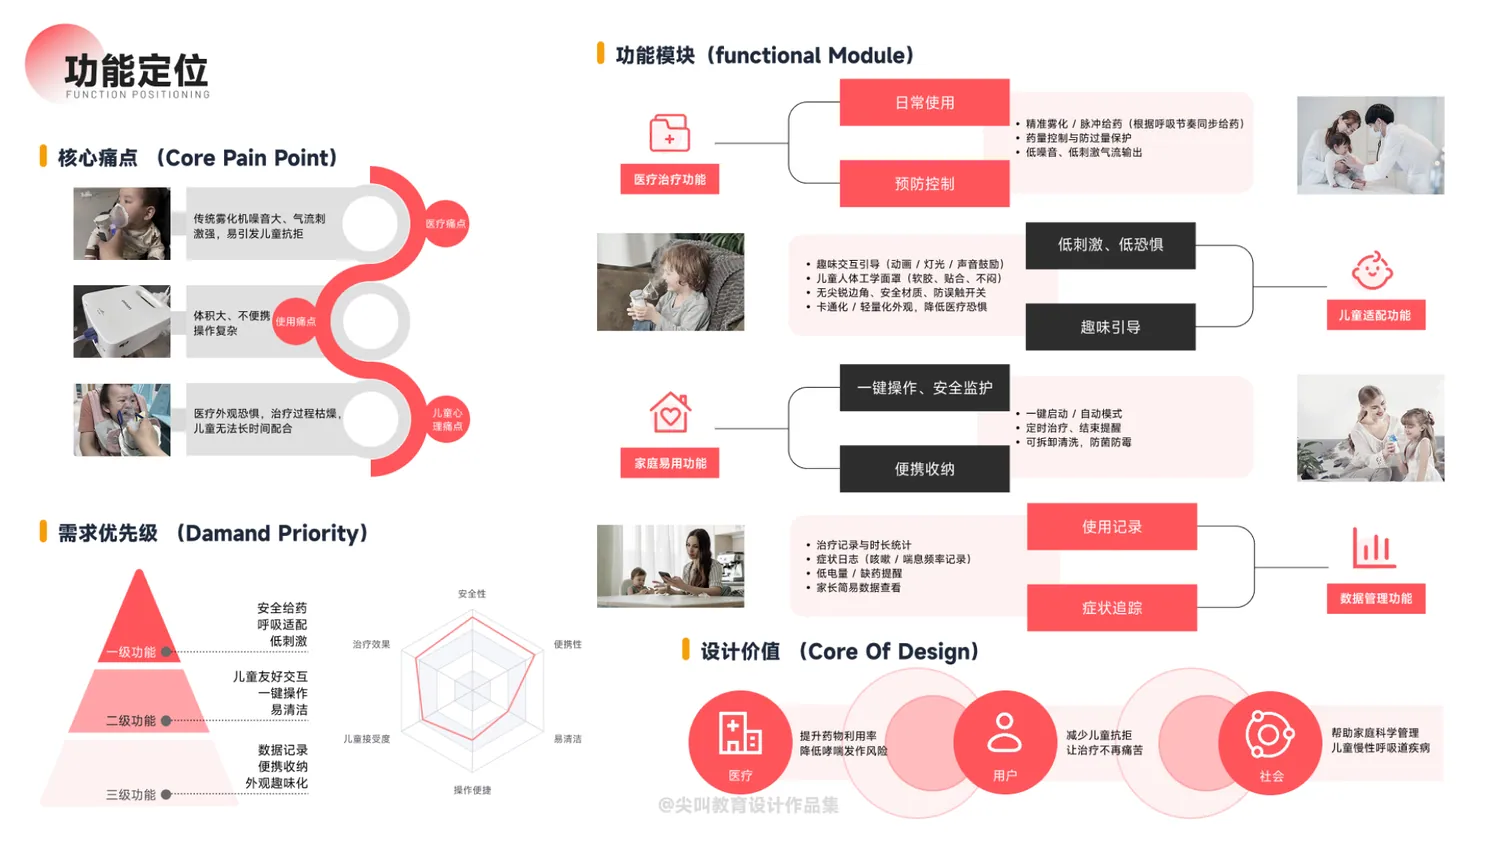 功能定位
FUNCTION POSITIONING
核心痛点 （Core Pain Point）
传统雾化机噪音大、气流刺
激强，易引发儿童抗拒
医疗痛点
体积大、不便携
操作复杂
使用痛点
医疗外观恐惧，治疗过程枯燥，
儿童无法长时间配合
儿童心
理痛点
需求优先级 （Damand Priority）
安全给药
呼吸适配
低刺激
一级功能
儿童友好交互
一键操作
易清洁
二级功能
数据记录
便携收纳
外观趣味化
三级功能
安全性
治疗效果
便携性
儿童接受度
易清洁
操作便捷
功能模块（functional Module）
医疗治疗功能
日常使用
预防控制
• 精准雾化 / 脉冲给药（根据呼吸节奏同步给药）
• 药量控制与防过量保护
• 低噪音、低刺激气流输出
• 趣味交互引导（动画 / 灯光 / 声音鼓励）
• 儿童人体工学面罩（软胶、贴合、不闷）
• 无尖锐边角、安全材质、防误触开关
• 卡通化 / 轻量化外观，降低医疗恐惧
低刺激、低恐惧
趣味引导
儿童适配功能
家庭易用功能
一键操作、安全监护
便携收纳
• 一键启动 / 自动模式
• 定时治疗、结束提醒
• 可拆卸清洗，防菌防霉
• 治疗记录与时长统计
• 症状日志（咳嗽 / 喘息频率记录）
• 低电量 / 缺药提醒
• 家长简易数据查看
使用记录
症状追踪
数据管理功能
设计价值 （Core Of Design）
医疗
提升药物利用率
降低哮喘发作风险
用户
减少儿童抗拒
让治疗不再痛苦
社会
帮助家庭科学管理
儿童慢性呼吸道疾病
@尖叫教育设计作品集